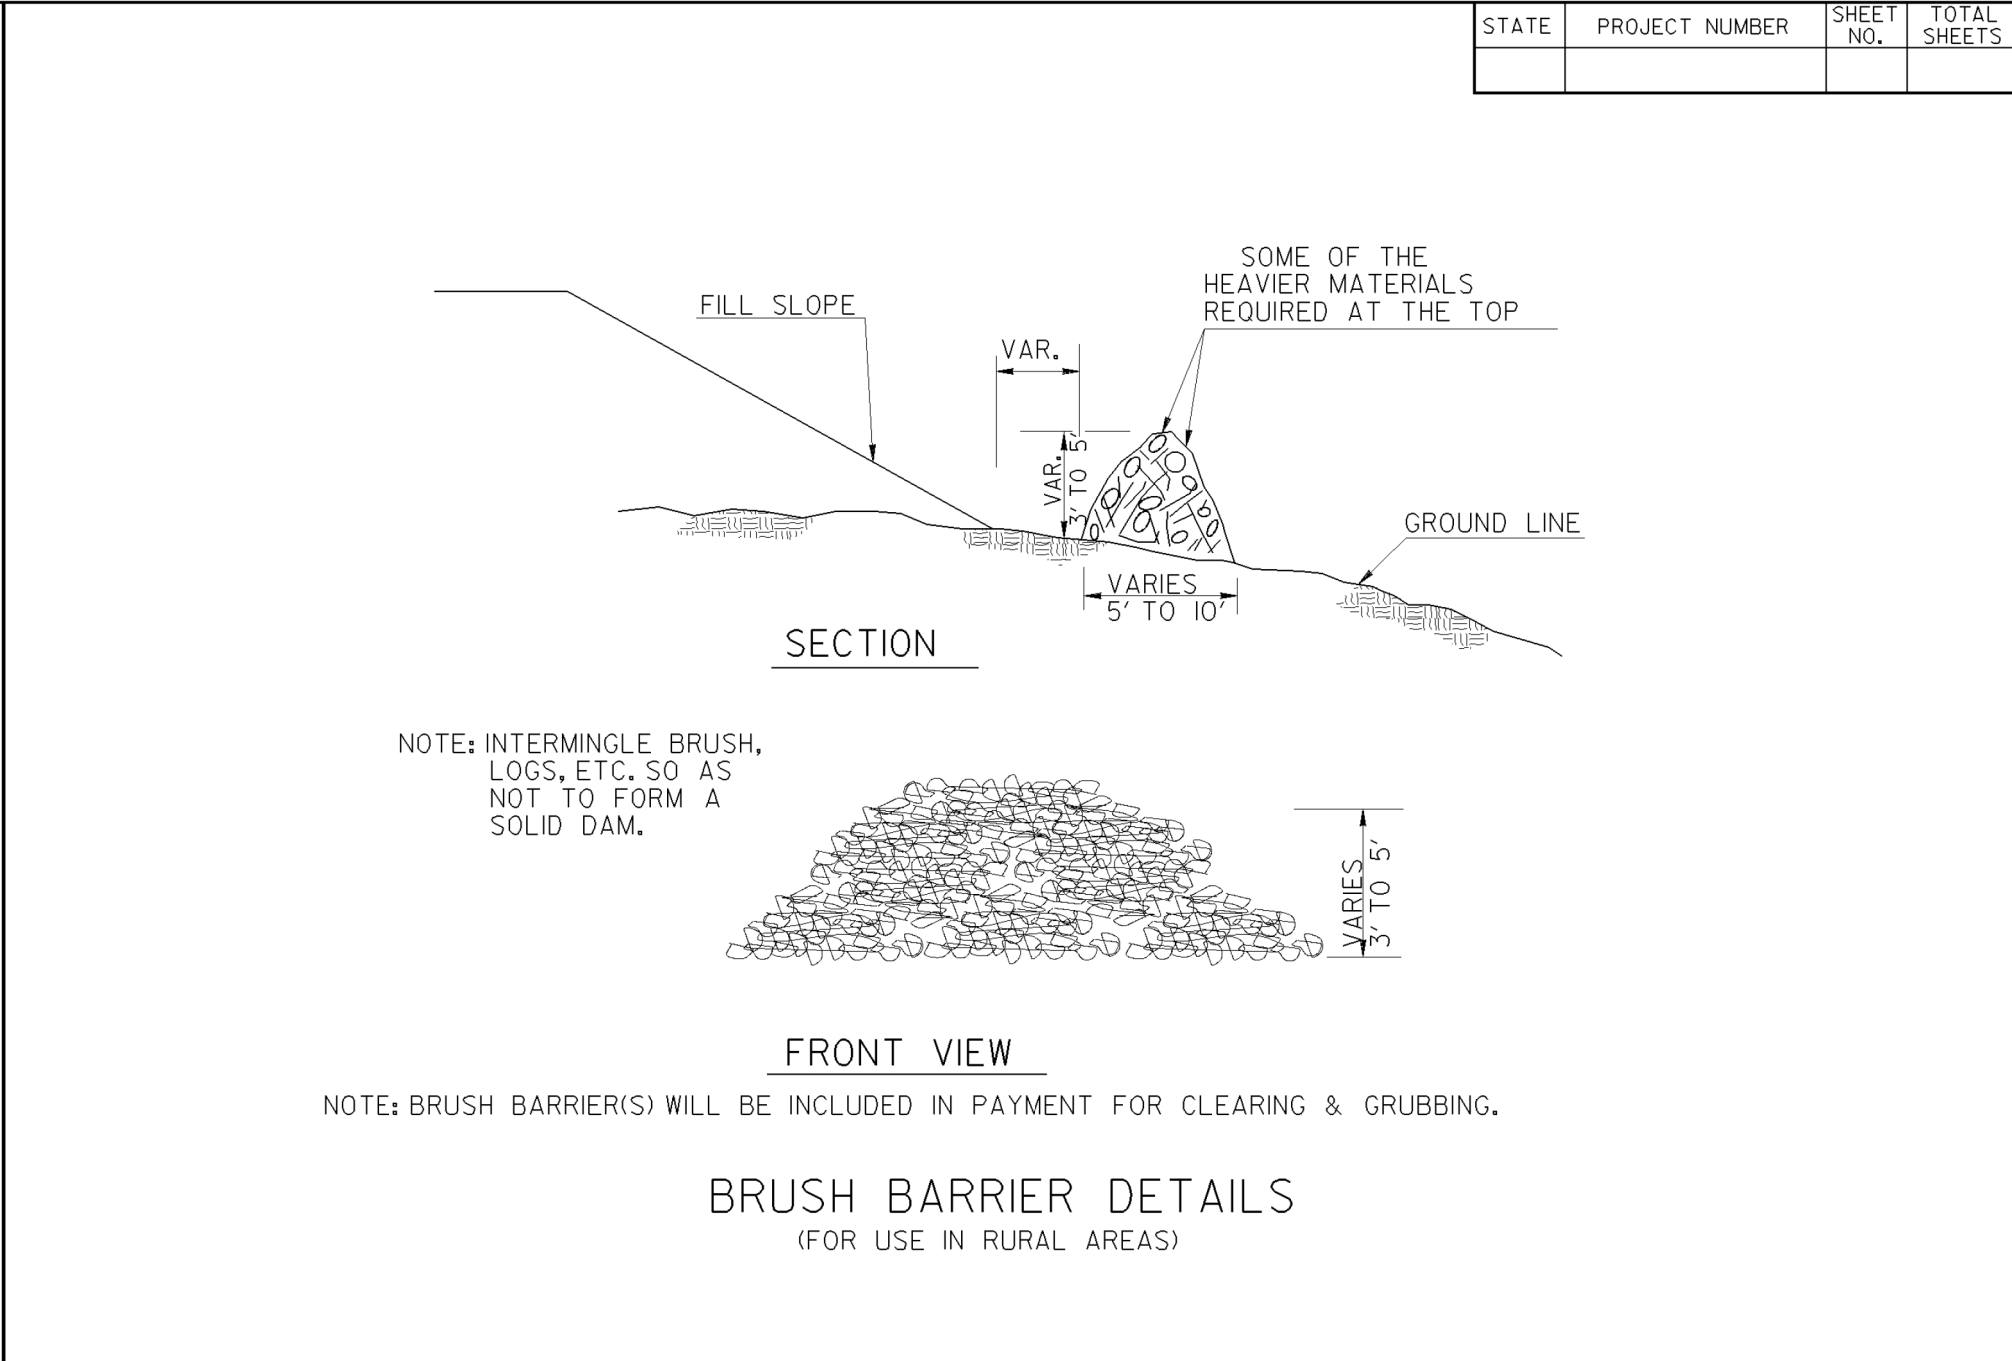 STATE
PROJECT NUMBER
SHEET
NO.
TOTAL
SHEETS
SOME OF THE
HEAVIER MATERIALS
REQUIRED AT THE TOP
FILL SLOPE
VAR.
VAR.
3' TO 5'
GROUND LINE
VARIES
5' TO 10'
SECTION
NOTE: INTERMINGLE BRUSH,
LOGS, ETC. SO AS
NOT TO FORM A
SOLID DAM.
VARIES
3' TO 5'
FRONT VIEW
NOTE: BRUSH BARRIER(S) WILL BE INCLUDED IN PAYMENT FOR CLEARING & GRUBBING.
BRUSH BARRIER DETAILS
(FOR USE IN RURAL AREAS)